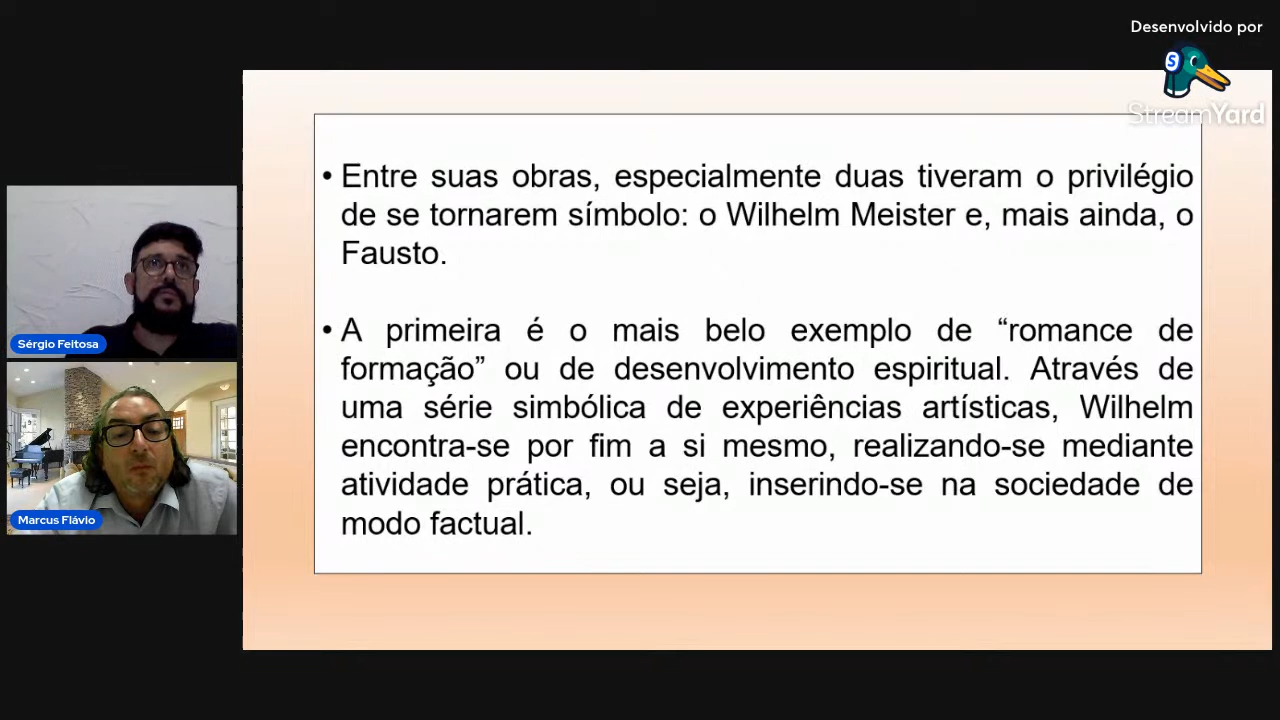 Desenvolvido por
StreamYard
• Entre suas obras, especialmente duas tiveram o privilégio
de se tornarem símbolo: o Wilhelm Meister e, mais ainda, o
Fausto.
• A primeira é o mais belo exemplo de “romance de
formação” ou de desenvolvimento espiritual. Através de
uma série simbólica de experiências artísticas, Wilhelm
encontra-se por fim a si mesmo, realizando-se mediante
atividade prática, ou seja, inserindo-se na sociedade de
modo factual.
Sérgio Feitosa
Marcus Flávio